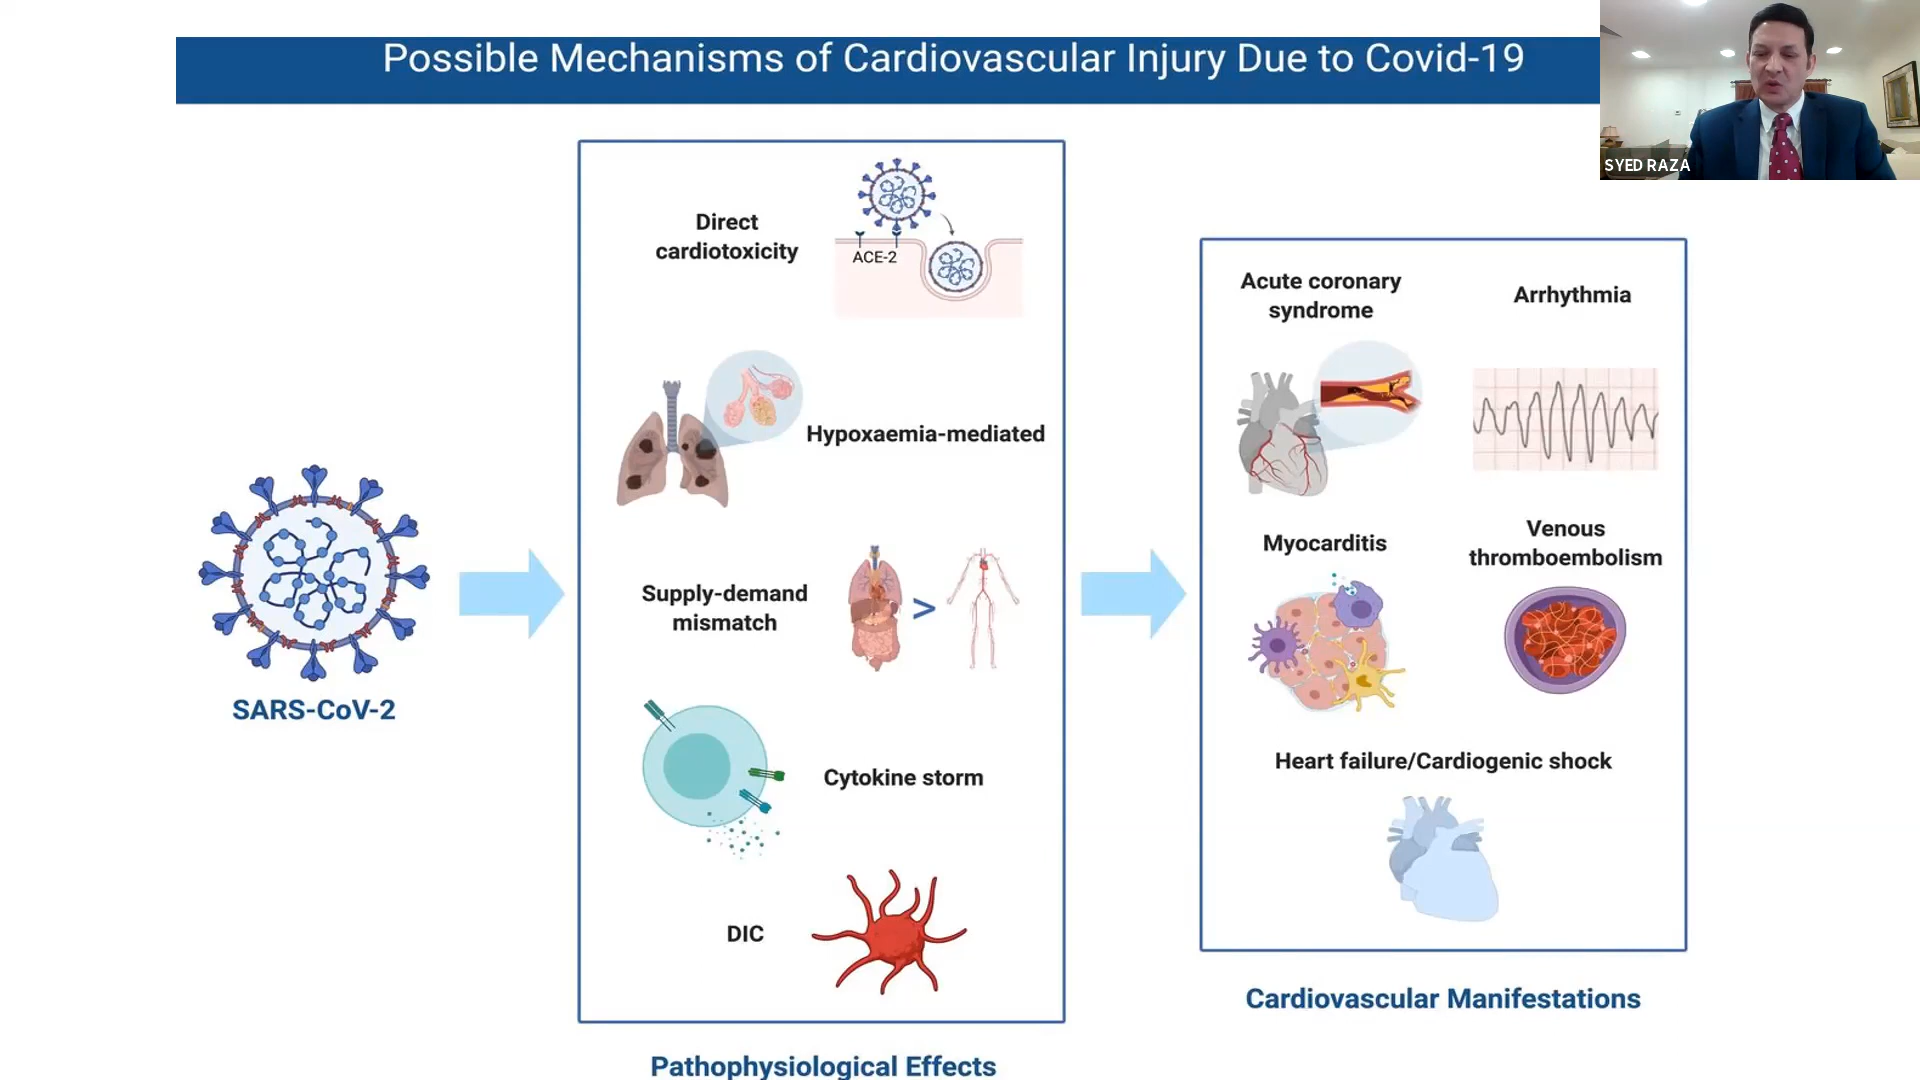 Possible Mechanisms of Cardiovascular Injury Due to Covid-19
SYED RAZA
SARS-CoV-2
Direct
cardiotoxicity
ACE-2
Hypoxaemia-mediated
Supply-demand
mismatch
>
Cytokine storm
DIC
Pathophysiological Effects
Acute coronary
syndrome
Arrhythmia
Myocarditis
Venous
thromboembolism
Heart failure/Cardiogenic shock
Cardiovascular Manifestations